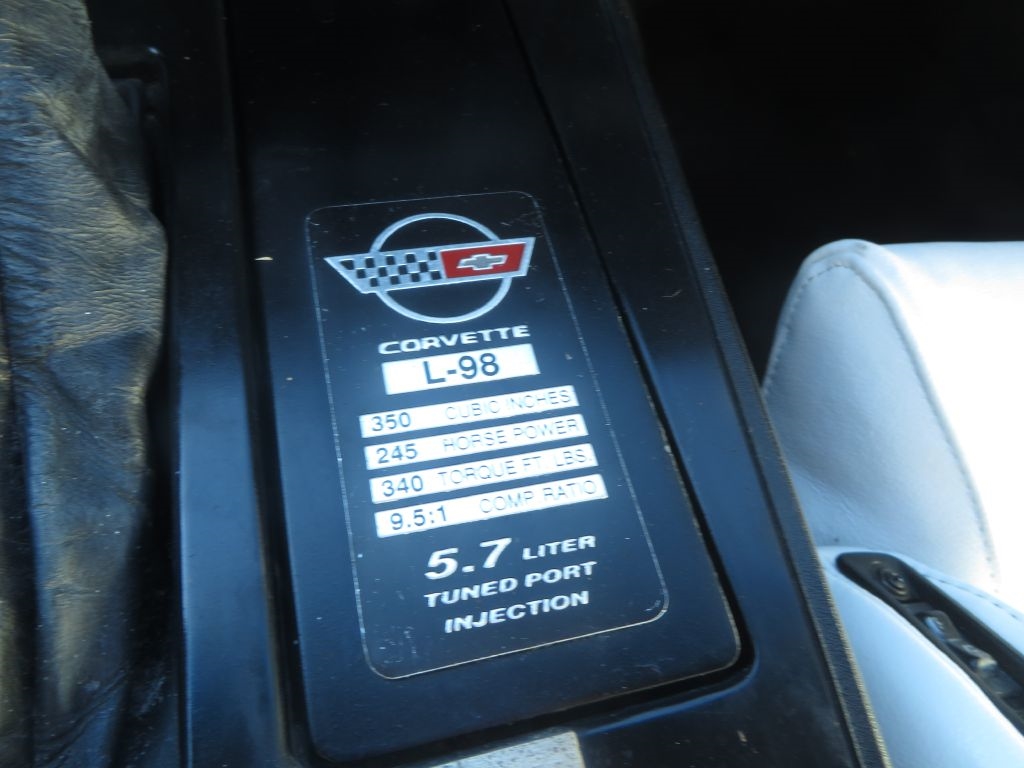 CORVETTE
L-98
350 CUBIC INCHES
245 HORSE POWER
340 TORQUE FT. LBS.
9.5:1 COMP. RATIO
5.7 LITER
TUNED PORT
INJECTION